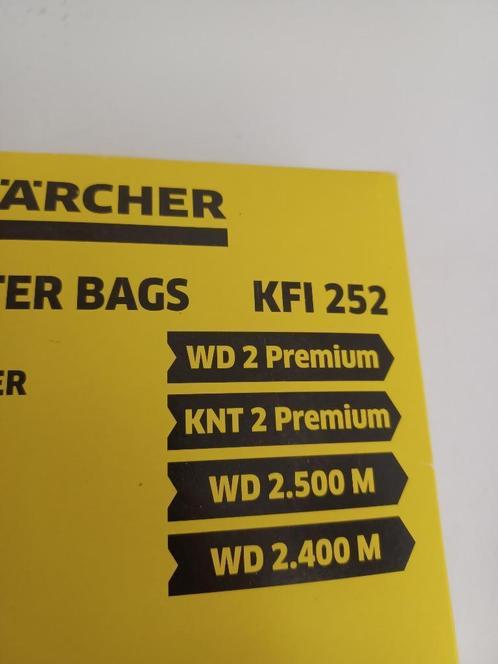 ÄRCHER
TER BAGS KFI 252
WD 2 Premium
ER
KNT 2 Premium
WD 2.500 M
WD 2.400 M